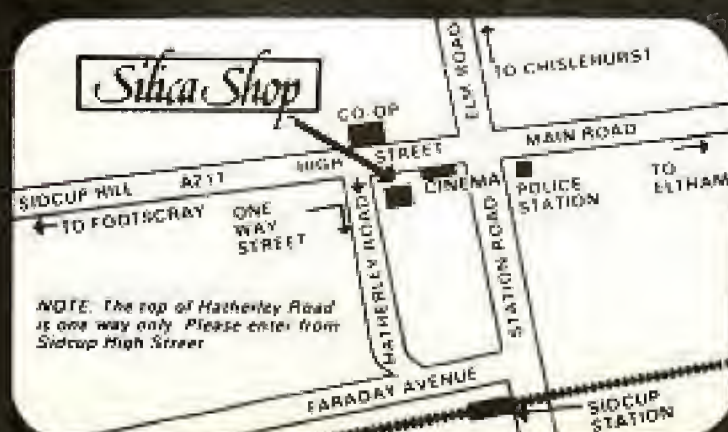 Silica Shop
CO-OP
ELM ROAD
TO CHISLEHURST
MAIN ROAD
HIGH STREET
SIDCUP HILL A211
CINEMA
POLICE
STATION
TO
ELTHAM
TO FOOTSCRAY
ONE
WAY
STREET
HATHERLEY ROAD
STATION ROAD
NOTE: The top of Hatherley Road
is one way only. Please enter from
Sidcup High Street
FARADAY AVENUE
SIDCUP
STATION